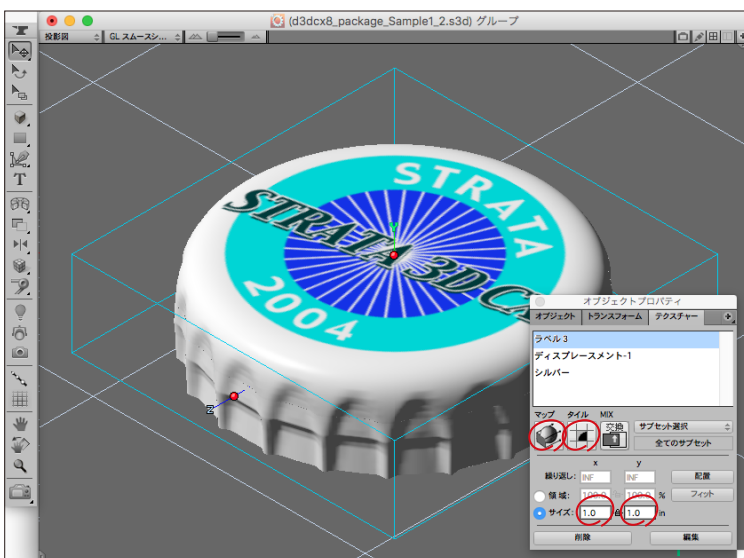 (d3dcx8_package_Sample1_2.s3d) グループ
投影図
GL スムースシ...
T
STRATA
STRATA 3D C
2004
Y
Z
オブジェクトプロパティ
オブジェクト トランスフォーム テクスチャー
ラベル 3
ディスプレースメント-1
シルバー
マップ タイル MIX
交換
サブセット選択
全てのサブセット
x y
繰り返し: INF INF 配置
領域: 100.0 100.0 % フィット
サイズ: 1.0 1.0 in
削除 編集